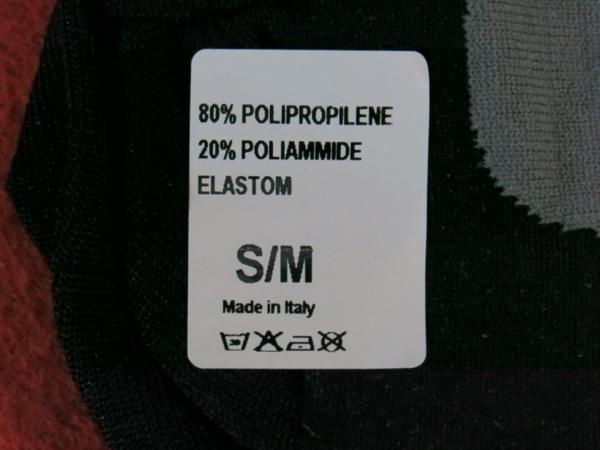 80% POLIPROPILENE
20% POLIAMMIDE
ELASTOM
S/M
Made in Italy